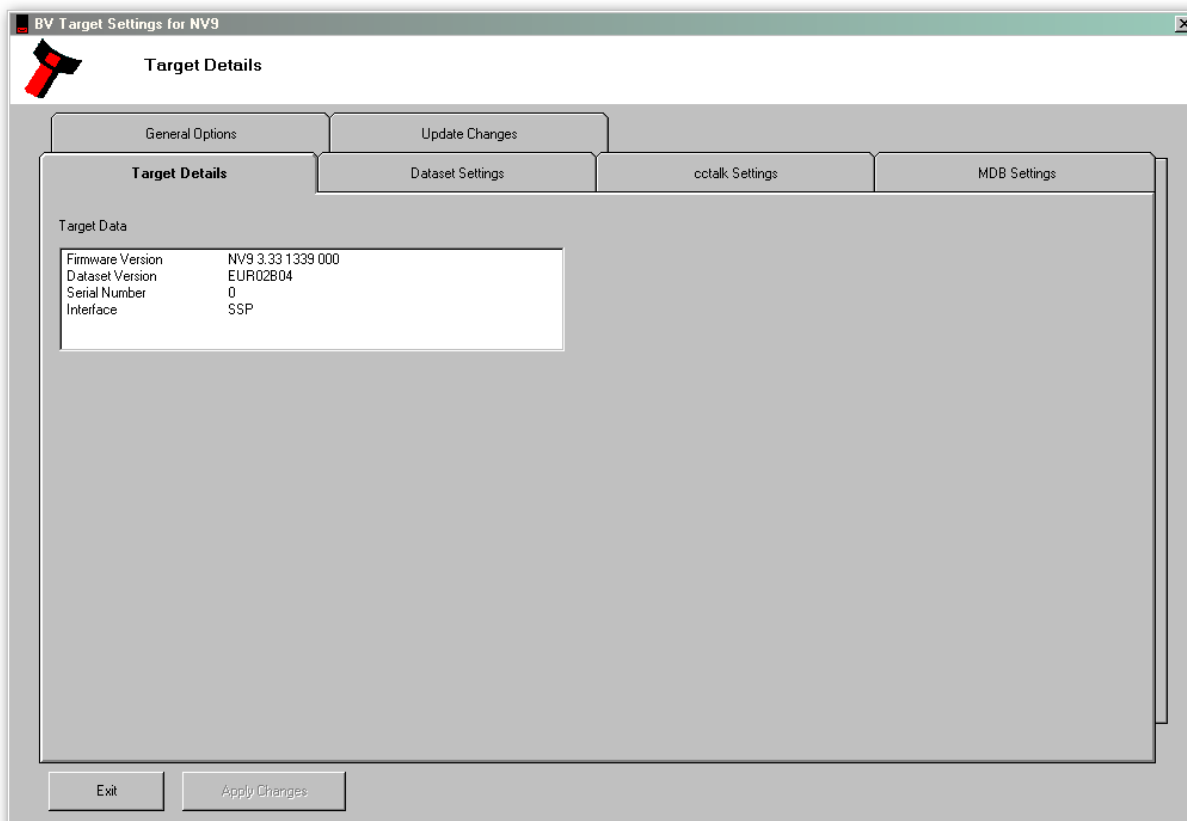 BV Target Settings for NV9
Target Details
General Options Update Changes
Target Details Dataset Settings cctalk Settings MDB Settings
Target Data
Firmware Version NV9 3.33 1339 000
Dataset Version EUR02B04
Serial Number 0
Interface SSP
Exit Apply Changes